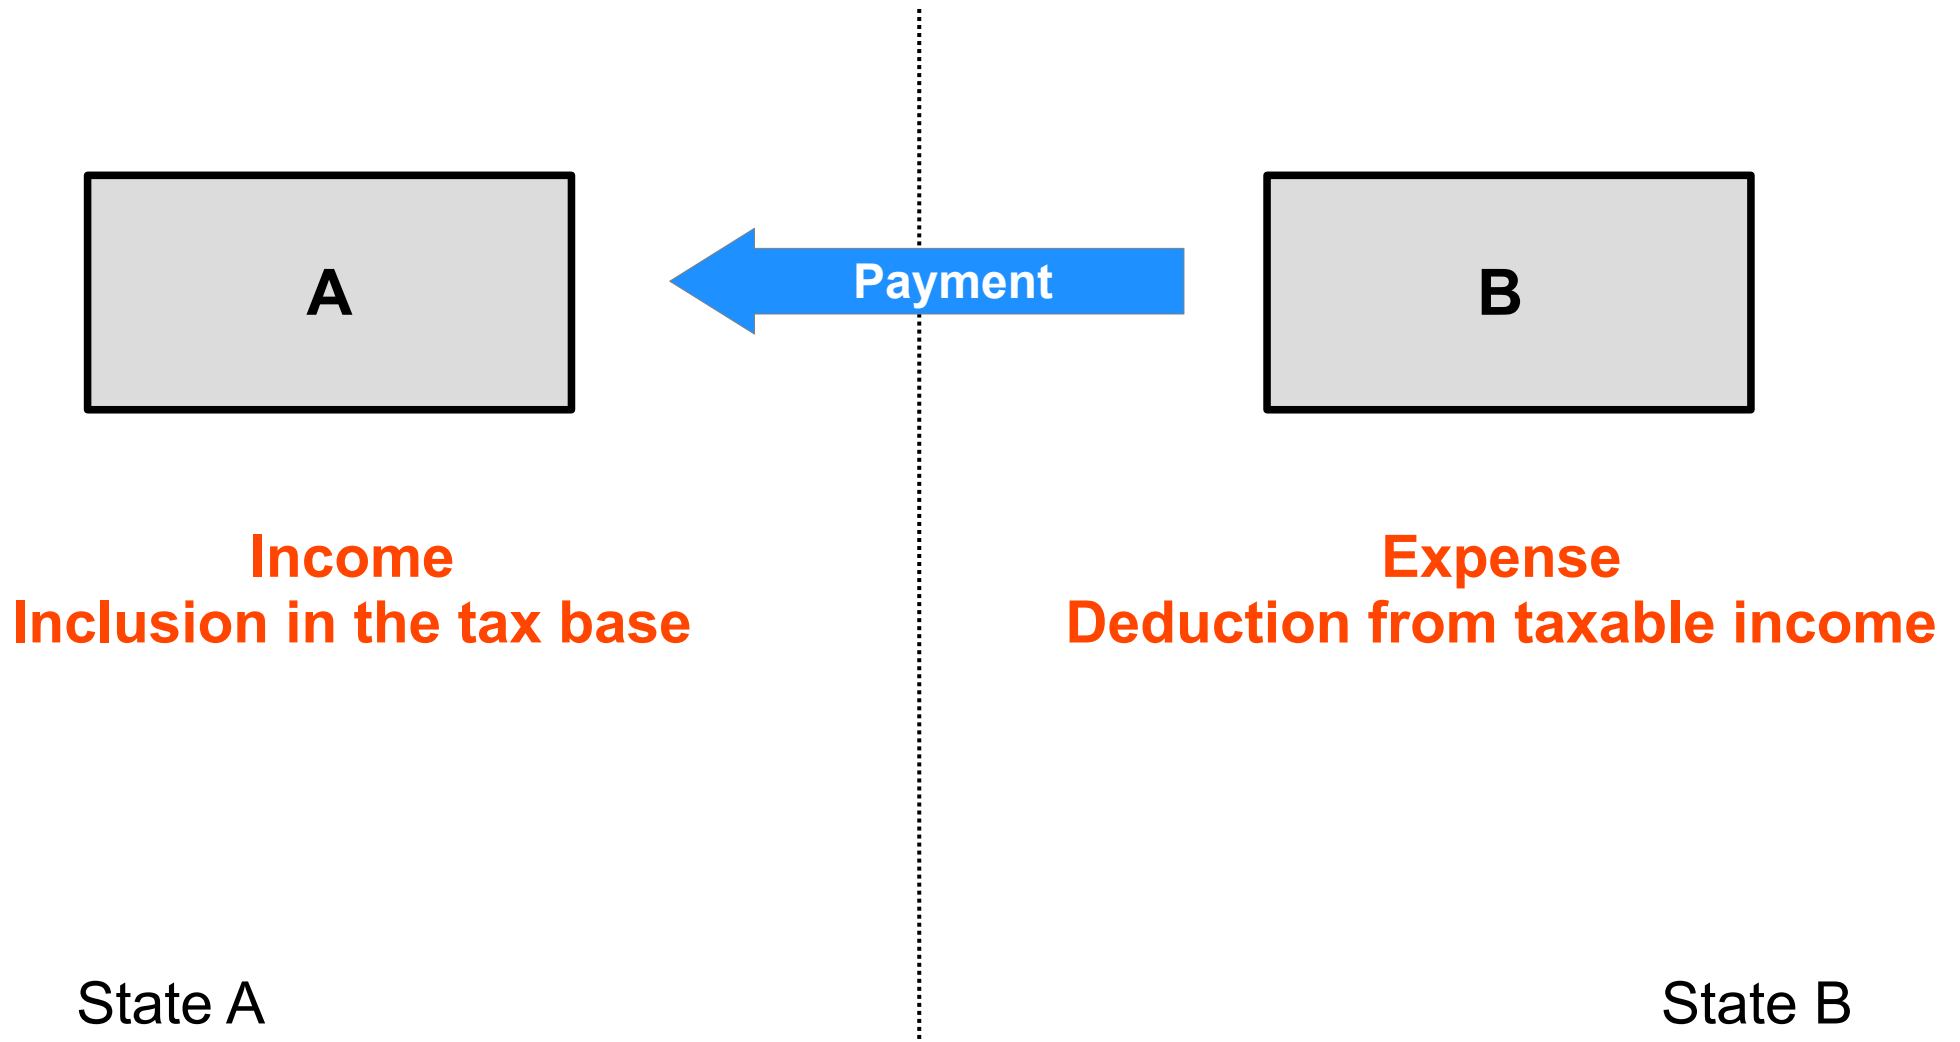 A
Payment
B
Income
Inclusion in the tax base
Expense
Deduction from taxable income
State A
State B